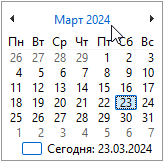 Март 2024
Пн Вт Ср Чт Пт Сб Вс
26 27 28 29 1 2 3
4 5 6 7 8 9 10
11 12 13 14 15 16 17
18 19 20 21 22 23 24
25 26 27 28 29 30 31
1 2 3 4 5 6 7
Сегодня: 23.03.2024